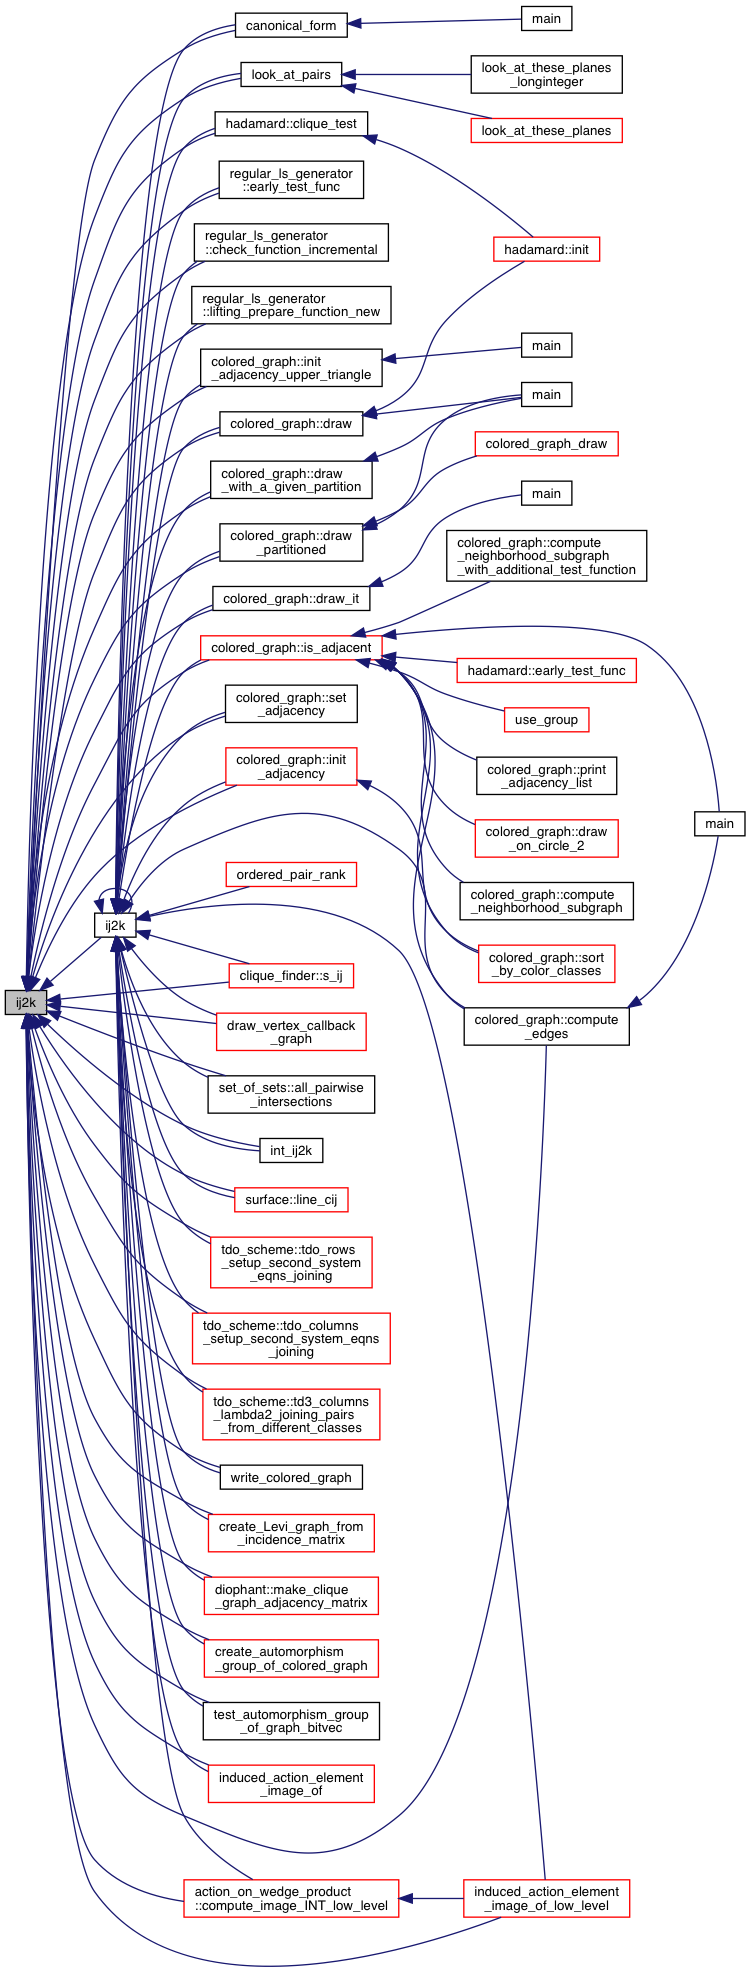 canonical_form
main
look_at_pairs
look_at_these_planes
_longinteger
look_at_these_planes
hadamard::clique_test
regular_ls_generator
::early_test_func
regular_ls_generator
::check_function_incremental
hadamard::init
regular_ls_generator
::lifting_prepare_function_new
main
colored_graph::init
_adjacency_upper_triangle
main
colored_graph::draw
colored_graph_draw
colored_graph::draw
_with_a_given_partition
main
colored_graph::draw
_partitioned
colored_graph::compute
_neighborhood_subgraph
_with_additional_test_function
colored_graph::draw_it
colored_graph::is_adjacent
hadamard::early_test_func
colored_graph::set
_adjacency
use_group
colored_graph::init
_adjacency
colored_graph::print
_adjacency_list
main
colored_graph::draw
_on_circle_2
ordered_pair_rank
colored_graph::compute
_neighborhood_subgraph
ij2k
colored_graph::sort
_by_color_classes
clique_finder::s_ij
ij2k
draw_vertex_callback
_graph
colored_graph::compute
_edges
set_of_sets::all_pairwise
_intersections
int_ij2k
surface::line_cij
tdo_scheme::tdo_rows
_setup_second_system
_eqns_joining
tdo_scheme::tdo_columns
_setup_second_system_eqns
_joining
tdo_scheme::td3_columns
_lambda2_joining_pairs
_from_different_classes
write_colored_graph
create_Levi_graph_from
_incidence_matrix
diophant::make_clique
_graph_adjacency_matrix
create_automorphism
_group_of_colored_graph
test_automorphism_group
_of_graph_bitvec
induced_action_element
_image_of
action_on_wedge_product
::compute_image_INT_low_level
induced_action_element
_image_of_low_level